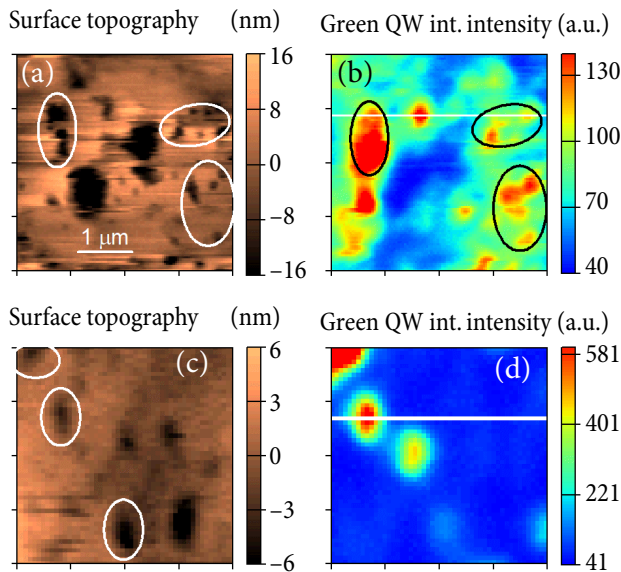 Surface topography (nm)
Green QW int. intensity (a.u.)
(a)
16
8
0
−8
−16
1 μm
(b)
130
100
70
40
Surface topography (nm)
Green QW int. intensity (a.u.)
(c)
6
3
0
−3
−6
(d)
581
401
221
41